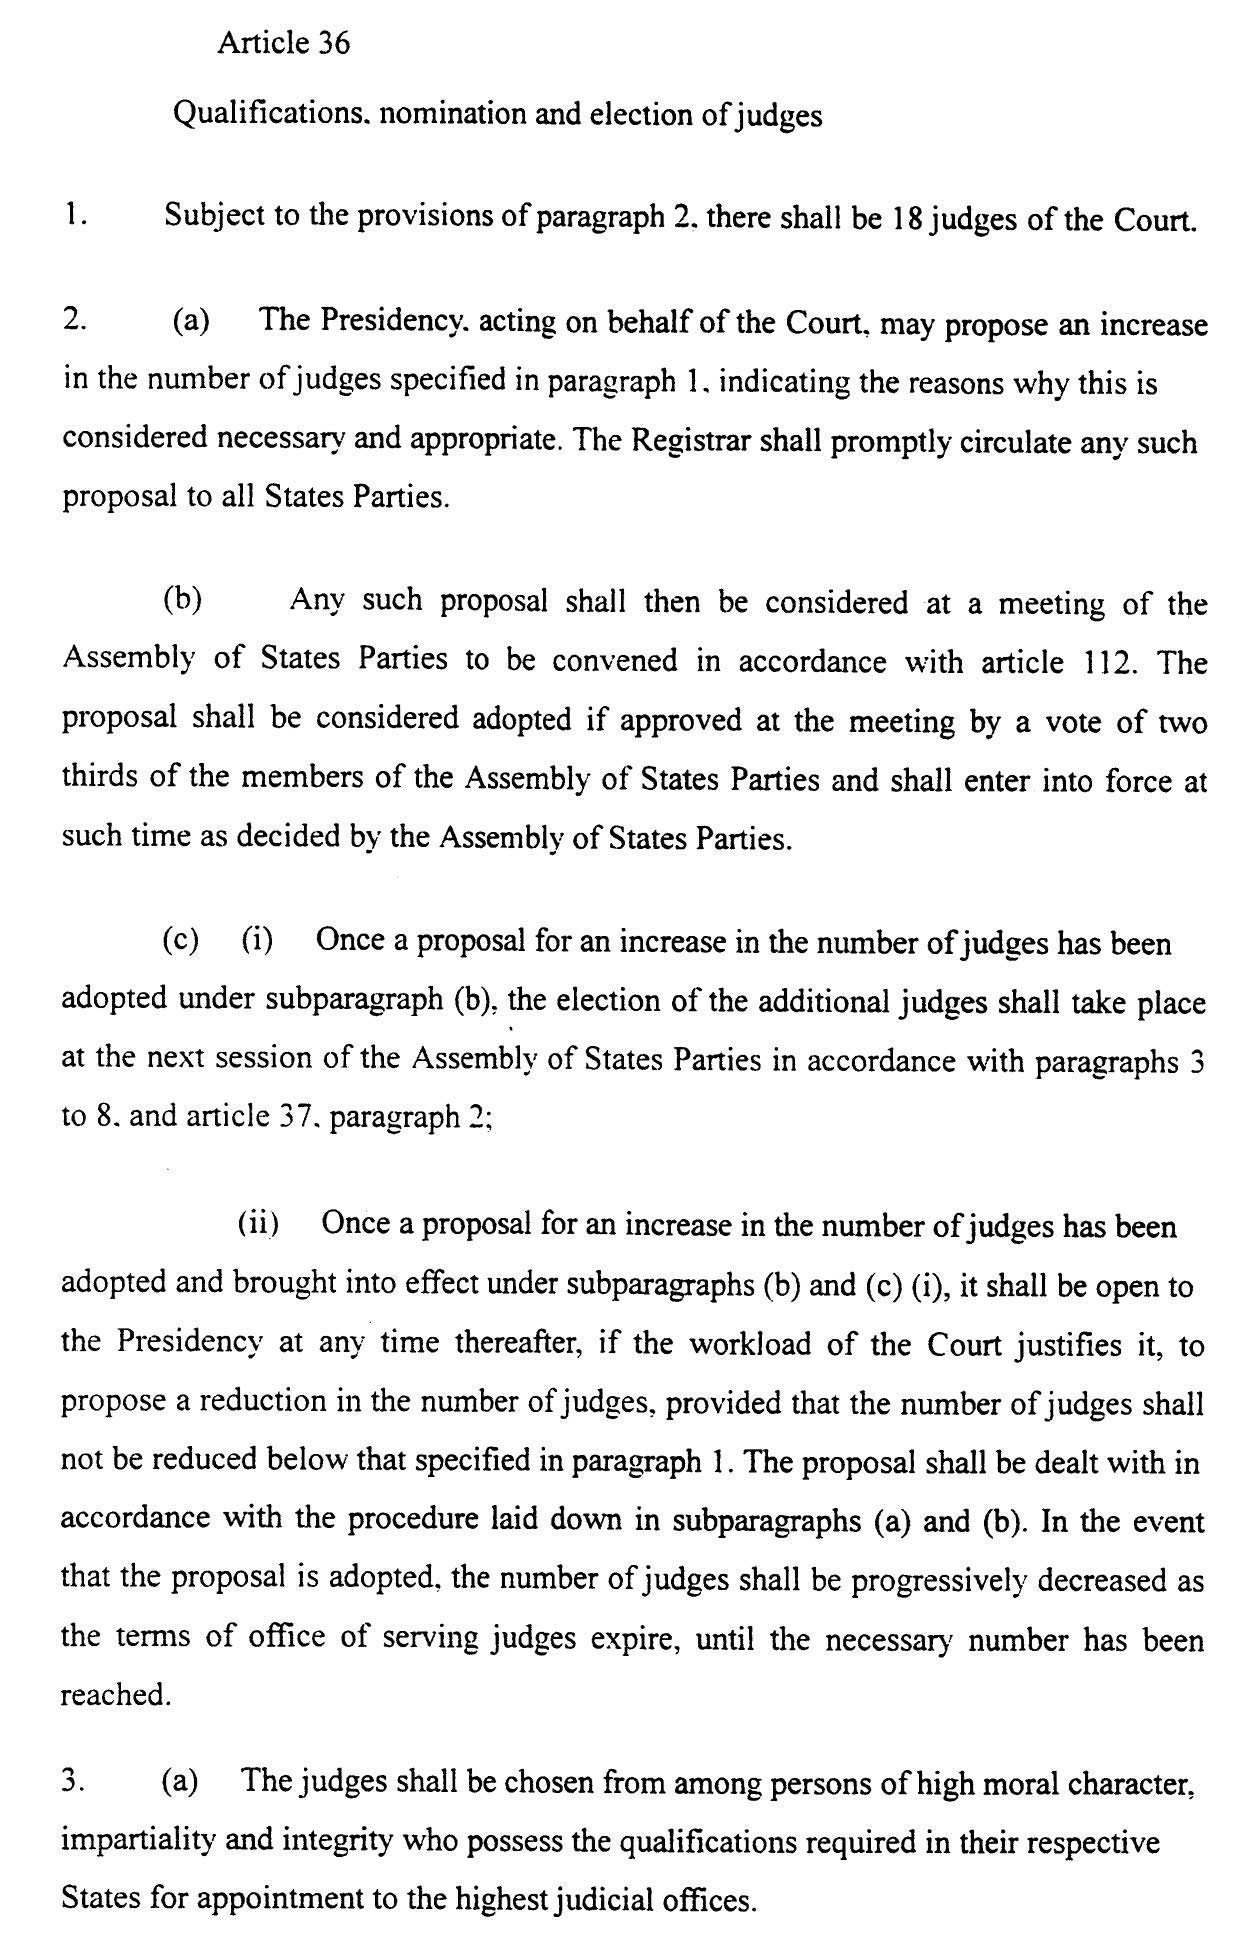 Article 36
Qualifications. nomination and election of judges
1. Subject to the provisions of paragraph 2. there shall be 18 judges of the Court.
2. (a) The Presidency. acting on behalf of the Court, may propose an increase
in the number of judges specified in paragraph 1. indicating the reasons why this is
considered necessary and appropriate. The Registrar shall promptly circulate any such
proposal to all States Parties.
(b) Any such proposal shall then be considered at a meeting of the
Assembly of States Parties to be convened in accordance with article 112. The
proposal shall be considered adopted if approved at the meeting by a vote of two
thirds of the members of the Assembly of States Parties and shall enter into force at
such time as decided by the Assembly of States Parties.
(c) (i) Once a proposal for an increase in the number of judges has been
adopted under subparagraph (b), the election of the additional judges shall take place
at the next session of the Assembly of States Parties in accordance with paragraphs 3
to 8. and article 37. paragraph 2;
(ii) Once a proposal for an increase in the number of judges has been
adopted and brought into effect under subparagraphs (b) and (c) (i), it shall be open to
the Presidency at any time thereafter, if the workload of the Court justifies it, to
propose a reduction in the number of judges, provided that the number of judges shall
not be reduced below that specified in paragraph 1. The proposal shall be dealt with in
accordance with the procedure laid down in subparagraphs (a) and (b). In the event
that the proposal is adopted, the number of judges shall be progressively decreased as
the terms of office of serving judges expire, until the necessary number has been
reached.
3. (a) The judges shall be chosen from among persons of high moral character,
impartiality and integrity who possess the qualifications required in their respective
States for appointment to the highest judicial offices.